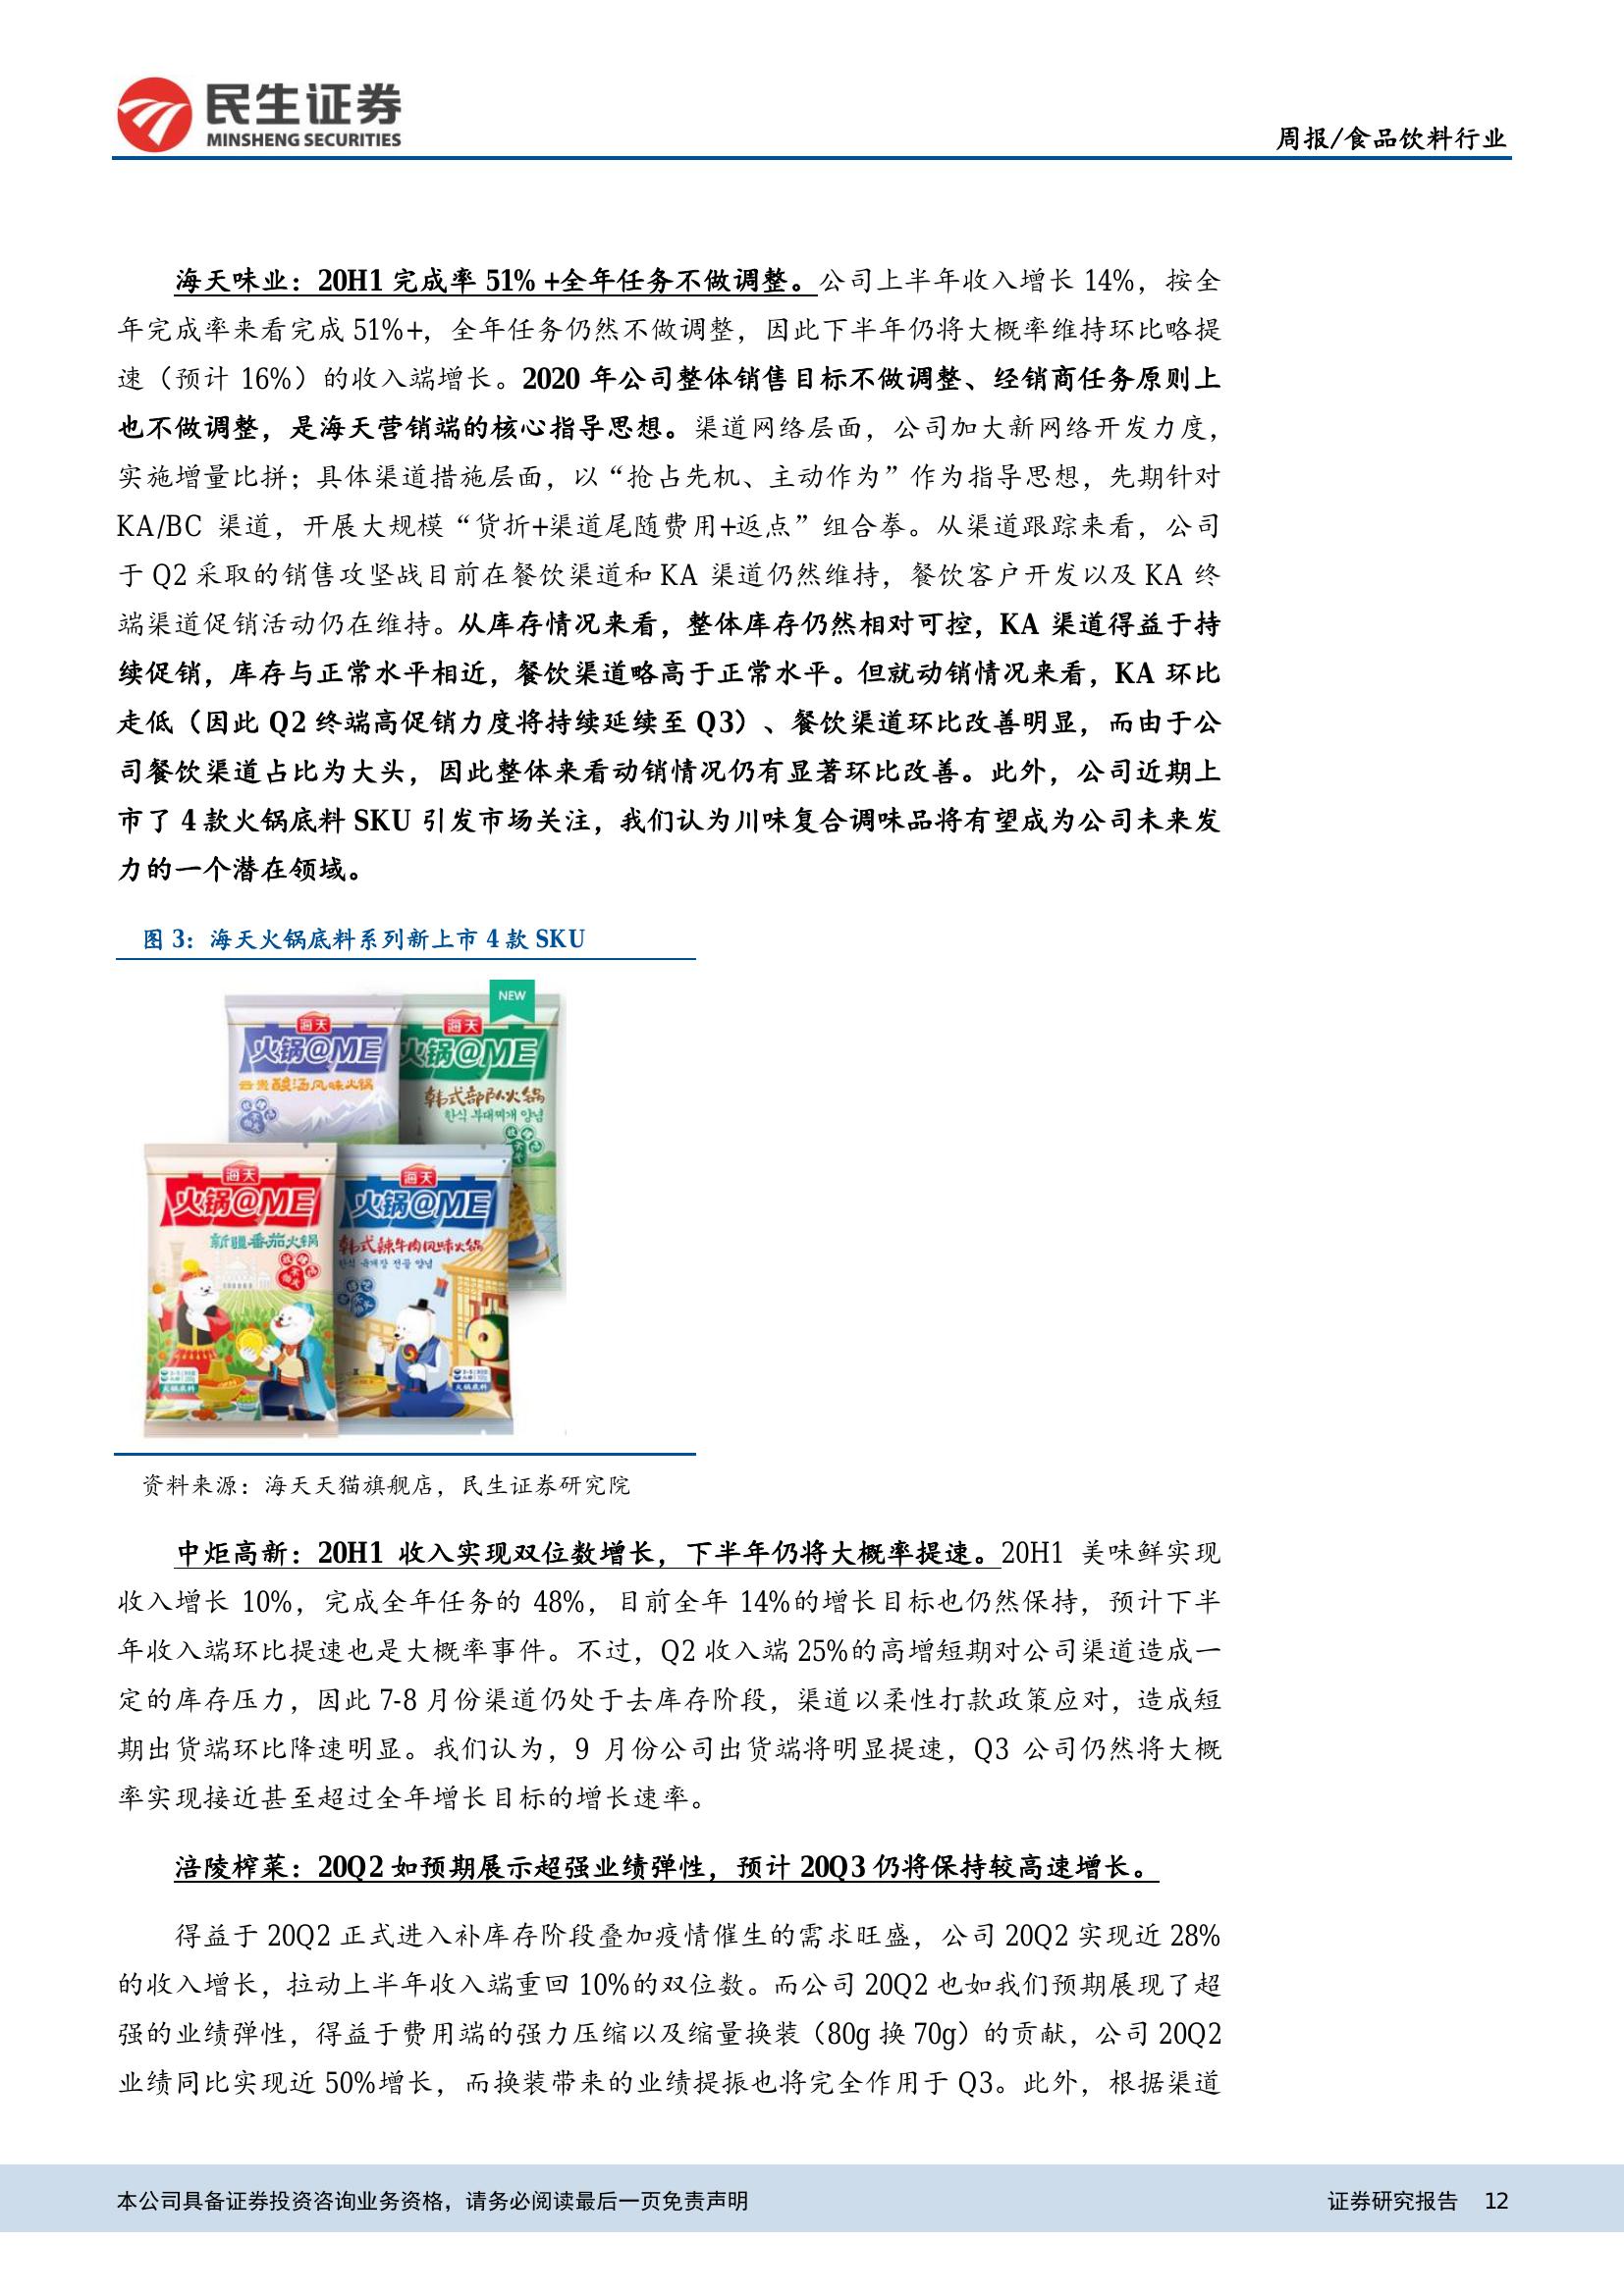 民生证券
MINSHENG SECURITIES
周报/食品饮料行业
海天味业：20H1 完成率 51% +全年任务不做调整。公司上半年收入增长 14%，按全
年完成率来看完成 51%+，全年任务仍然不做调整，因此下半年仍将大概率维持环比略提
速（预计 16%）的收入端增长。2020 年公司整体销售目标不做调整、经销商任务原则上
也不做调整，是海天营销端的核心指导思想。渠道网络层面，公司加大新网络开发力度，
实施增量比拼；具体渠道措施层面，以“抢占先机、主动作为”作为指导思想，先期针对
KA/BC 渠道，开展大规模“货折+渠道尾随费用+返点”组合拳。从渠道跟踪来看，公司
于 Q2 采取的销售攻坚战目前在餐饮渠道和 KA 渠道仍然维持，餐饮客户开发以及 KA 终
端渠道促销活动仍在维持。从库存情况来看，整体库存仍然相对可控，KA 渠道得益于持
续促销，库存与正常水平相近，餐饮渠道略高于正常水平。但就动销情况来看，KA 环比
走低（因此 Q2 终端高促销力度将持续延续至 Q3）、餐饮渠道环比改善明显，而由于公
司餐饮渠道占比为大头，因此整体来看动销情况仍有显著环比改善。此外，公司近期上
市了 4 款火锅底料 SKU 引发市场关注，我们认为川味复合调味品将有望成为公司未来发
力的一个潜在领域。
图 3：海天火锅底料系列新上市 4 款 SKU
NEW
海天
火锅@ME
云贵酸汤风味火锅
海天
火锅@ME
韩式部队火锅
한식 부대찌개 양념
海天
火锅@ME
新疆番茄火锅
火锅底料
海天
火锅@ME
韩式辣牛肉风味火锅
한식 육개장 전골 양념
火锅底料
资料来源：海天天猫旗舰店，民生证券研究院
中炬高新：20H1 收入实现双位数增长，下半年仍将大概率提速。20H1 美味鲜实现
收入增长 10%，完成全年任务的 48%，目前全年 14%的增长目标也仍然保持，预计下半
年收入端环比提速也是大概率事件。不过，Q2 收入端 25%的高增短期对公司渠道造成一
定的库存压力，因此 7-8 月份渠道仍处于去库存阶段，渠道以柔性打款政策应对，造成短
期出货端环比降速明显。我们认为，9 月份公司出货端将明显提速，Q3 公司仍然将大概
率实现接近甚至超过全年增长目标的增长速率。
涪陵榨菜：20Q2 如预期展示超强业绩弹性，预计 20Q3 仍将保持较高速增长。
得益于 20Q2 正式进入补库存阶段叠加疫情催生的需求旺盛，公司 20Q2 实现近 28%
的收入增长，拉动上半年收入端重回 10%的双位数。而公司 20Q2 也如我们预期展现了超
强的业绩弹性，得益于费用端的强力压缩以及缩量换装（80g 换 70g）的贡献，公司 20Q2
业绩同比实现近 50%增长，而换装带来的业绩提振也将完全作用于 Q3。此外，根据渠道
本公司具备证券投资咨询业务资格，请务必阅读最后一页免责声明
证券研究报告 12